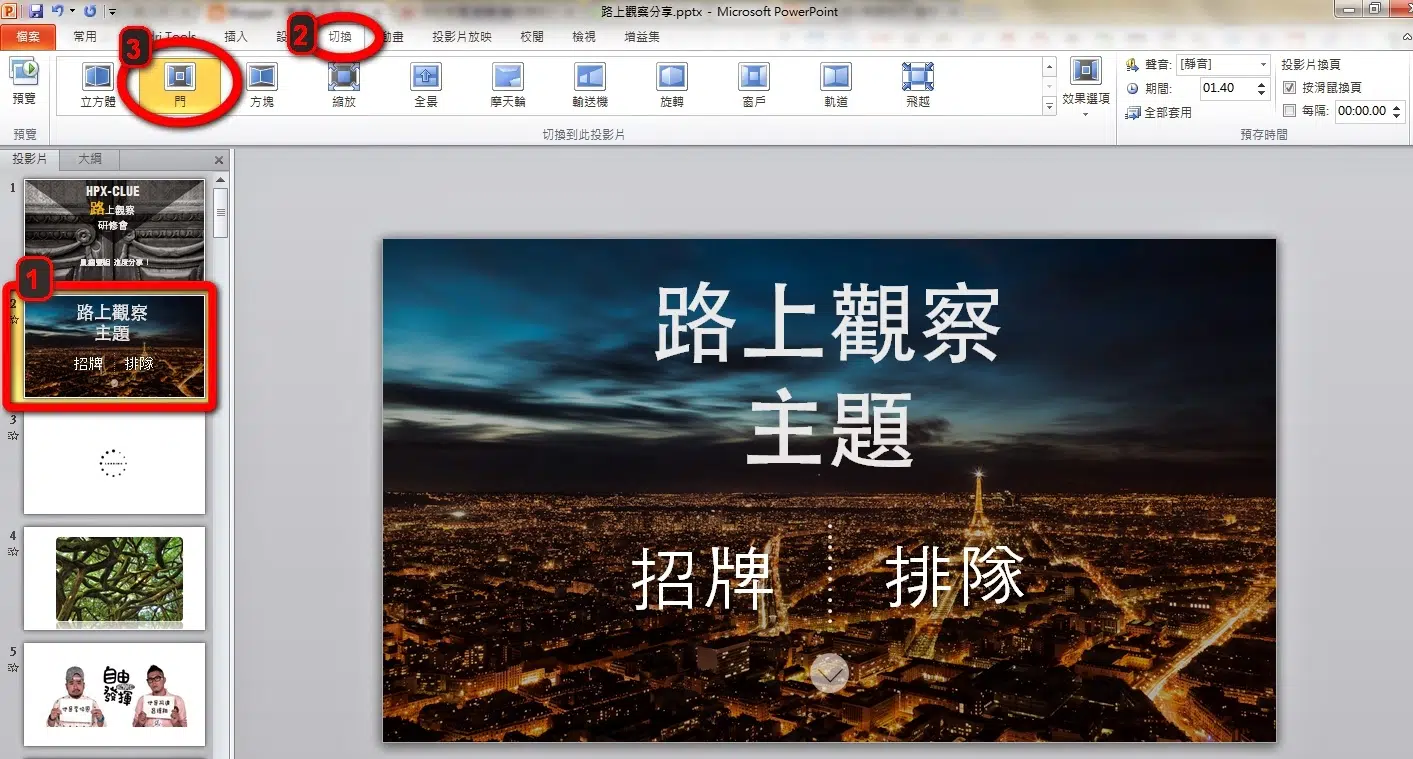 路上觀察分享.pptx - Microsoft PowerPoint
檔案 常用 Tools 插入 切換 動畫 投影片放映 校閱 檢視 增益集
3
2
預覽
立方體 門 方塊 縮放 全景 摩天輪 輸送機 旋轉 窗戶 軌道 飛越
效果選項
聲音: [靜音]
期間: 01.40
全部套用
投影片換頁
按滑鼠換頁
每隔: 00:00.00
預覽 切換到此投影片 預存時間
投影片 大綱
1
HPX-CLUE
路上觀察
研修會
1
2
路上觀察
主題
招牌 排隊
3
4
5
自由
發揮
路上觀察
主題
招牌 排隊